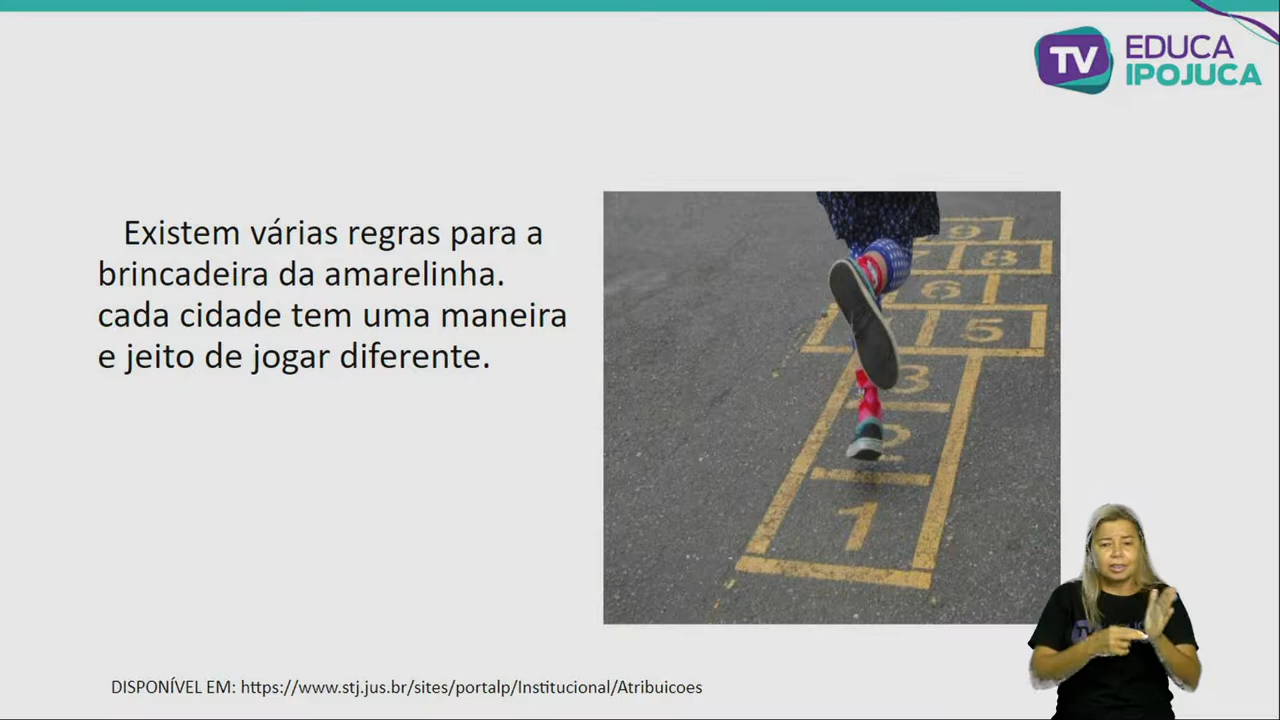 TV EDUCA
IPOJUCA
Existem várias regras para a
brincadeira da amarelinha.
cada cidade tem uma maneira
e jeito de jogar diferente.
9
8
6
5
3
2
1
TV
DISPONÍVEL EM: https://www.stj.jus.br/sites/portalp/Institucional/Atribuicoes